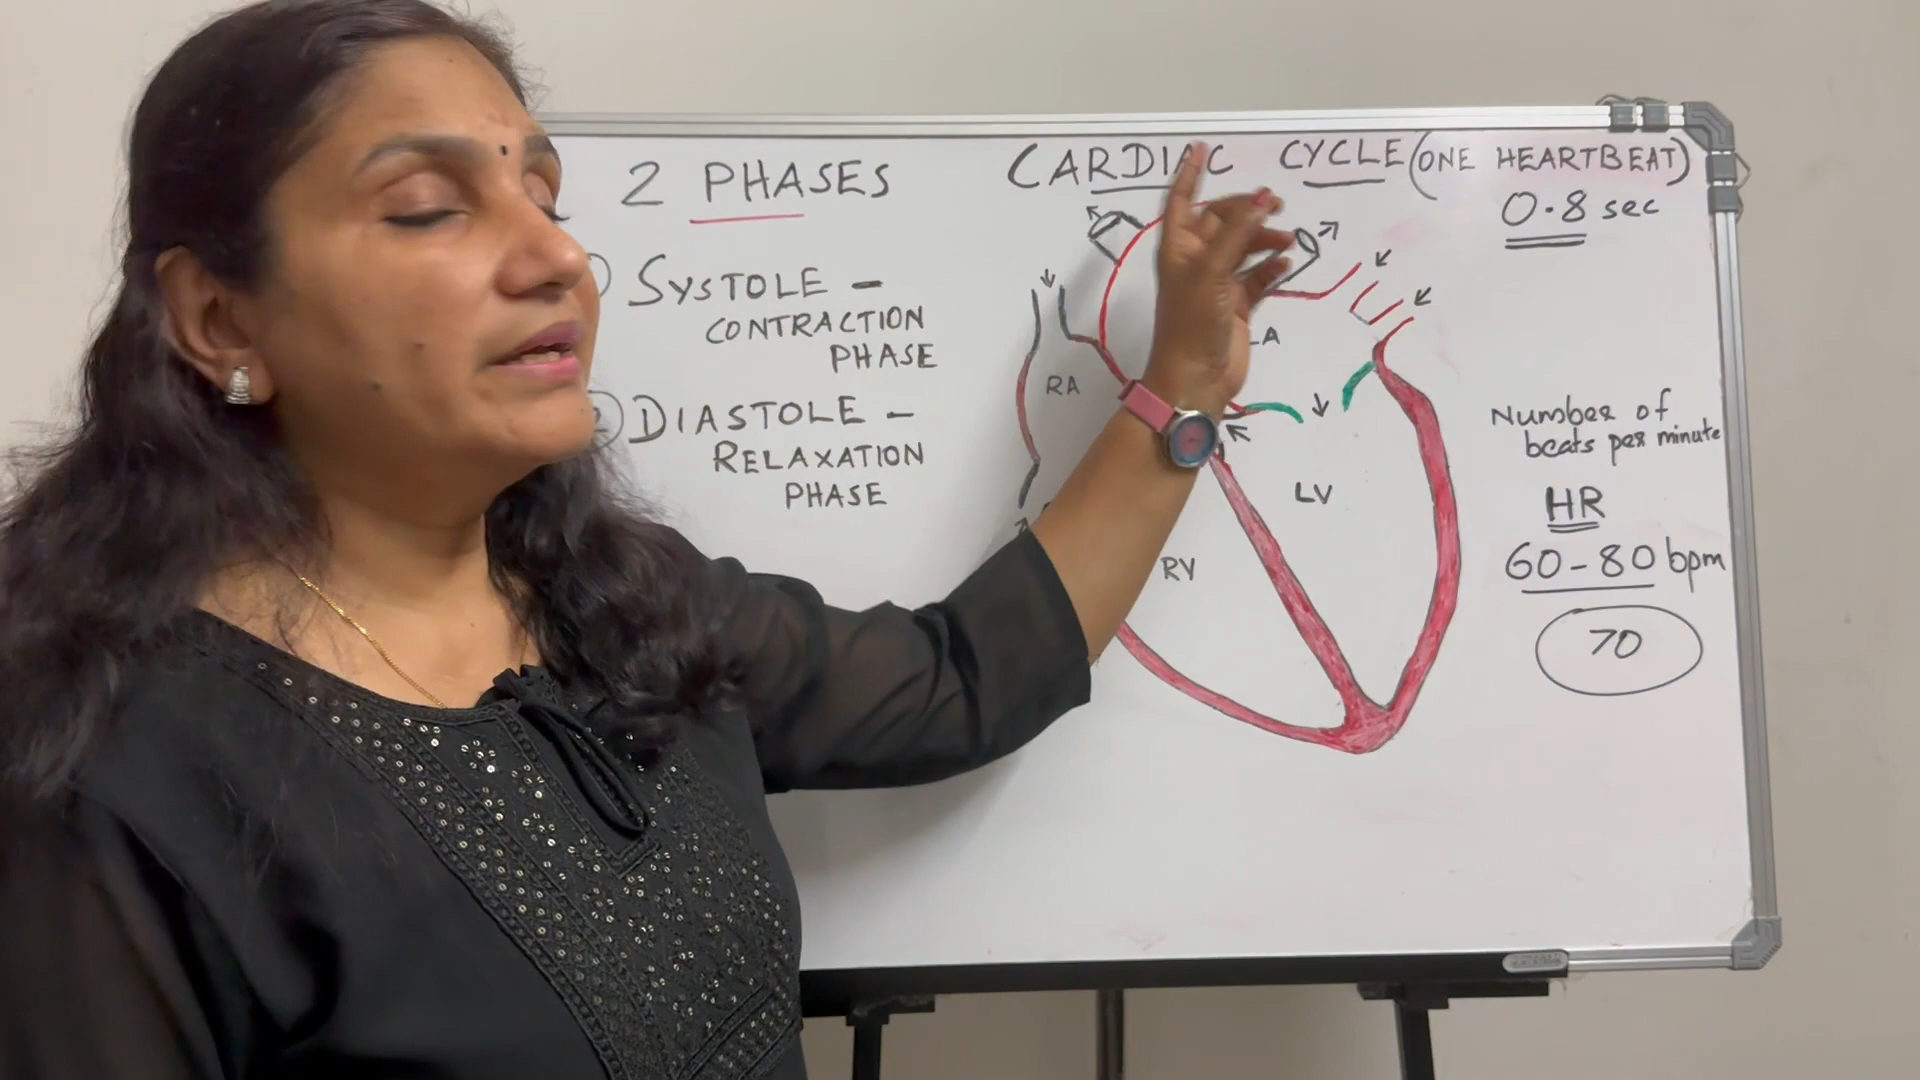 2 PHASES
SYSTOLE -
CONTRACTION
PHASE
DIASTOLE -
RELAXATION
PHASE
CARDIAC CYCLE (ONE HEARTBEAT)
0.8 sec
RA
LA
LV
RV
Number of
beats per minute
HR
60-80 bpm
70